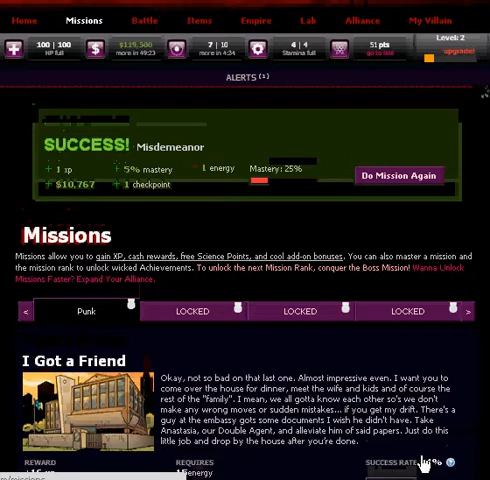 Home Missions Battle Items Empire Lab Alliance My Villain
100 | 100 $119,500 7 | 10 4 | 4 51 pts Level: 2
HP full more in 49:23 more in 4:34 Stamina full upgrade!
ALERTS (1)
SUCCESS! Misdemeanor
+ 1 xp + 5% mastery 1 energy Mastery: 25%
+ $10,767 + 1 checkpoint
Do Mission Again
Missions
Missions allow you to gain XP, cash rewards, free Science Points, and cool add-on bonuses. You can also master a mission and
the mission rank to unlock wicked Achievements. To unlock the next Mission Rank, conquer the Boss Mission! Wanna Unlock
Missions Faster? Expand Your Alliance.
< Punk LOCKED LOCKED LOCKED >
I Got a Friend
Okay, not so bad on that last one. Almost impressive even. I want you to
come over the house for dinner, meet the wife and kids and of course the
rest of the "family". I mean, we all gotta know each other so's we don't
make any wrong moves or sudden mistakes... if you get my drift. There's a
guy at the embassy gots some documents I wish he didn't have. Take
Anastasia, our Double Agent, and alleviate him of said papers. Just do this
little job and drop by the house after you're done.
REWARD REQUIRES SUCCESS RATE
energy